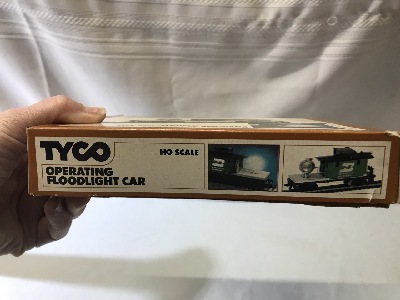 TYCO
HO SCALE
OPERATING
FLOODLIGHT CAR